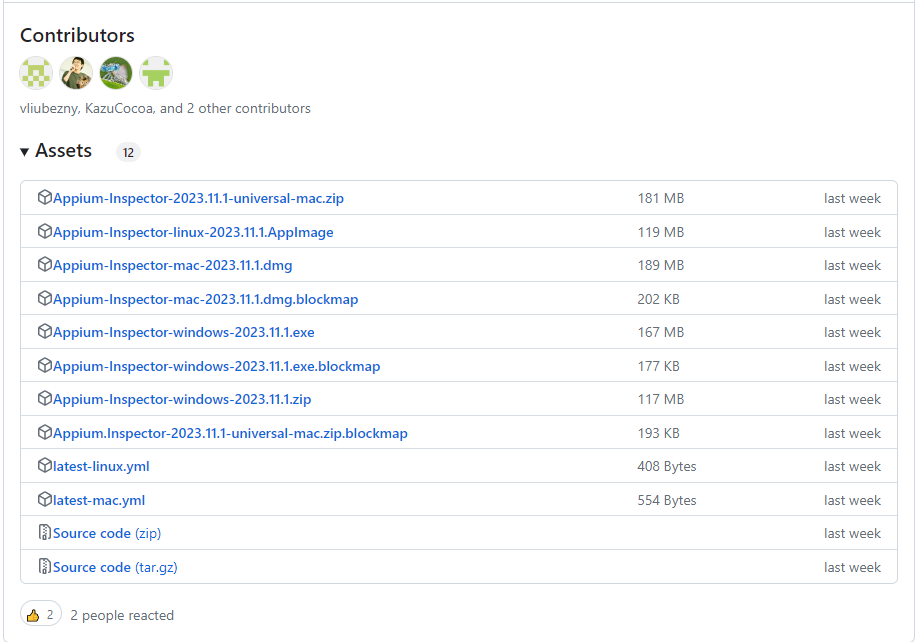 Contributors
vliubezny, KazuCocoa, and 2 other contributors
Assets 12
Appium-Inspector-2023.11.1-universal-mac.zip 181 MB last week
Appium-Inspector-linux-2023.11.1.AppImage 119 MB last week
Appium-Inspector-mac-2023.11.1.dmg 189 MB last week
Appium-Inspector-mac-2023.11.1.dmg.blockmap 202 KB last week
Appium-Inspector-windows-2023.11.1.exe 167 MB last week
Appium-Inspector-windows-2023.11.1.exe.blockmap 177 KB last week
Appium-Inspector-windows-2023.11.1.zip 117 MB last week
Appium.Inspector-2023.11.1-universal-mac.zip.blockmap 193 KB last week
latest-linux.yml 408 Bytes last week
latest-mac.yml 554 Bytes last week
Source code (zip) last week
Source code (tar.gz) last week
👍 2 2 people reacted